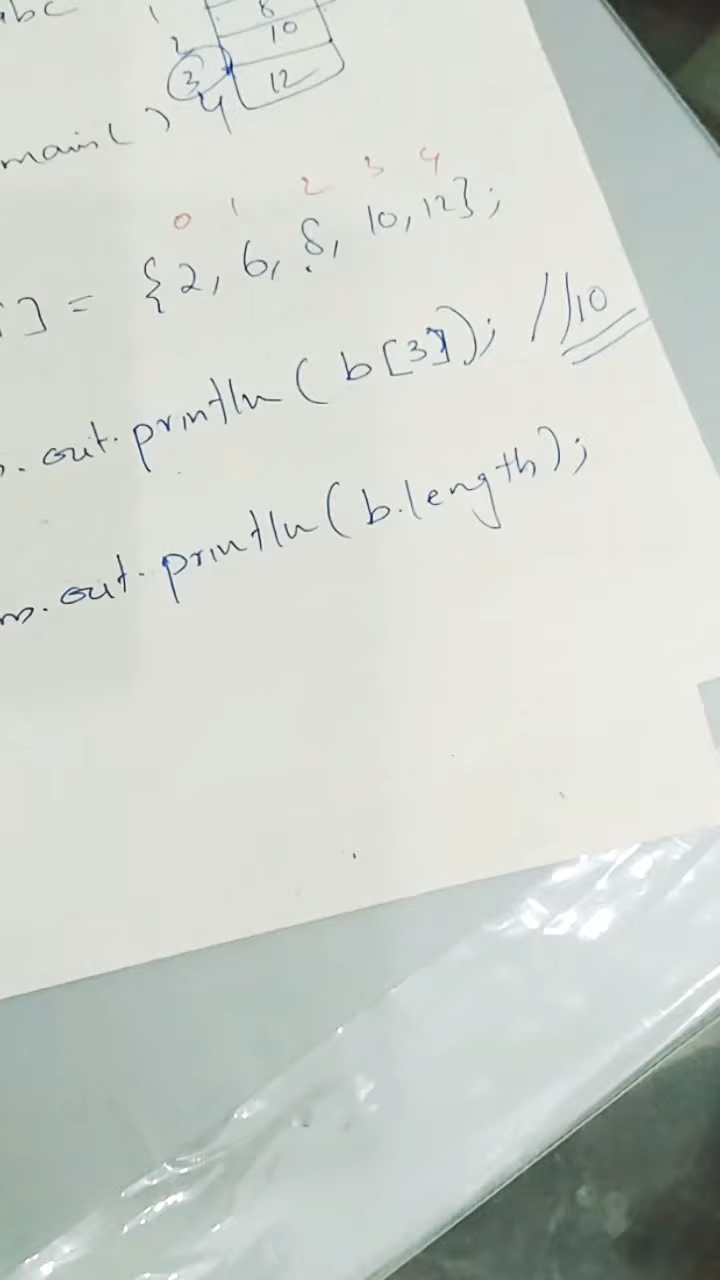 abc
1 8
2 10
3
4 12
main( )
0 1 2 3 4
] = {2, 6, 8, 10, 12};
. out. println ( b [3] ); // 10
m. out. println ( b.length );